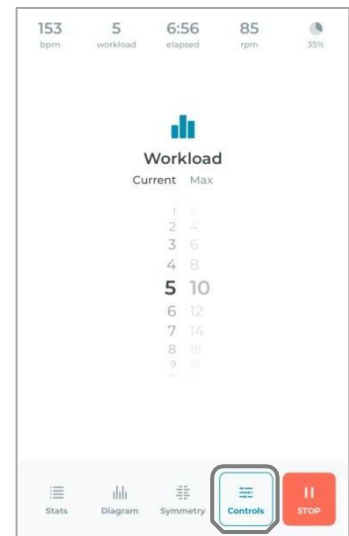 153 5 6:56 85
bpm workload elapsed rpm 35%
Workload
Current Max
1 2
2 4
3 6
4 8
5 10
6 12
7 14
8 16
9 18
Stats Diagram Symmetry Controls STOP